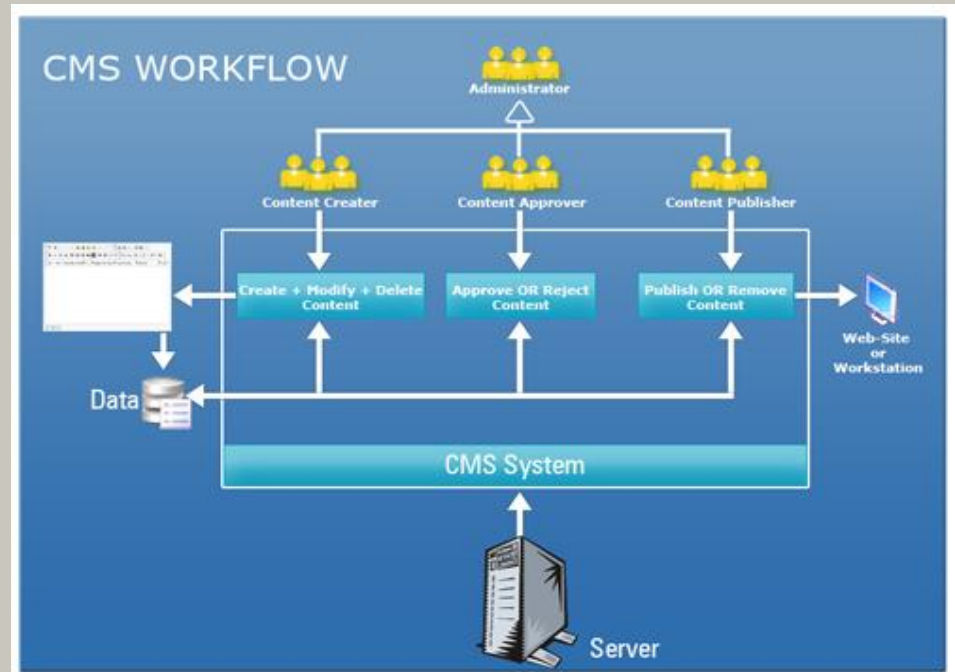 CMS WORKFLOW
Administrator
Content Creater
Content Approver
Content Publisher
Create + Modify + Delete
Content
Approve OR Reject
Content
Publish OR Remove
Content
Web-Site
or
Workstation
Data
CMS System
Server